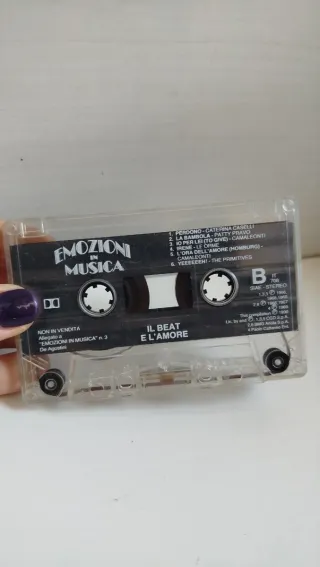 EMOZIONI
IN
MUSICA
1. PERDONO - CATERINA CASELLI
2. LA BAMBOLA - PATTY PRAVO
3. IO PER LEI (TO GIVE) - CAMALEONTI
4. IRENE - LE ORME
5. L'ORA DELL'AMORE (HOMBURG) -
CAMALEONTI
6. YEEEEEEH! - THE PRIMITIVES
B
SIAE - STEREO
NON IN VENDITA
Allegato a
"EMOZIONI IN MUSICA" n. 3
De Agostini
IL BEAT
E L'AMORE